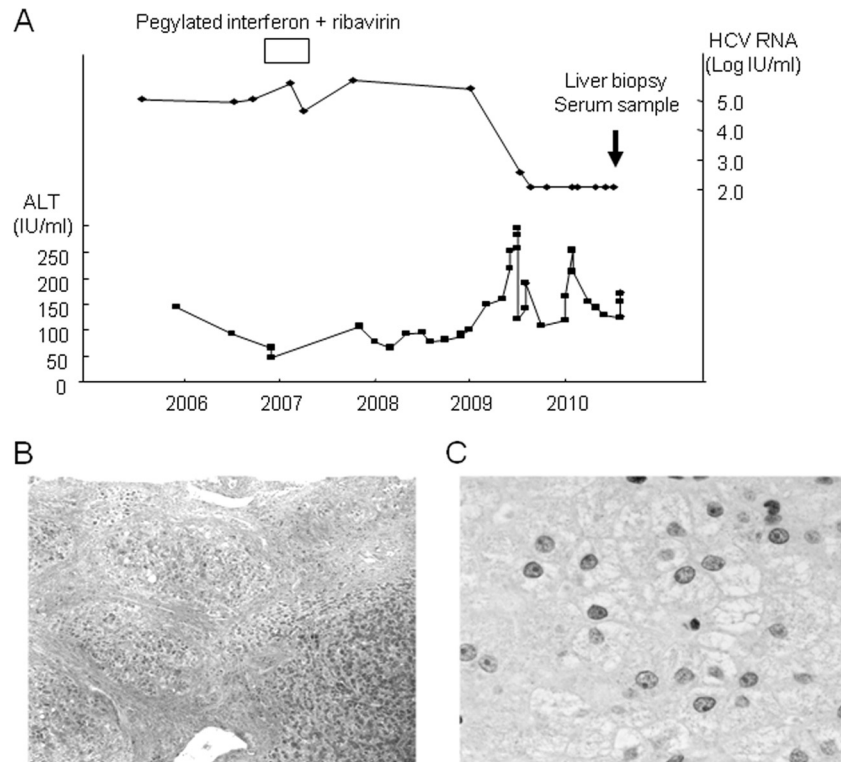 A
Pegylated interferon + ribavirin
HCV RNA
(Log IU/ml)
Liver biopsy
Serum sample
5.0
4.0
3.0
2.0
ALT
(IU/ml)
250
200
150
100
50
0
2006 2007 2008 2009 2010
B
C